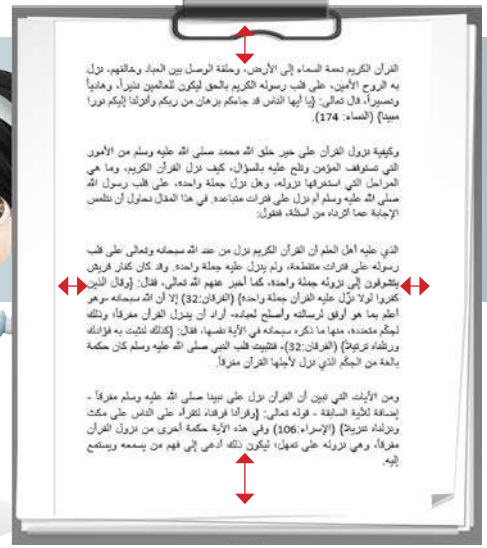 القرآن الكريم نعمة السماء إلى الأرض، وحلقة الوصل بين العباد وخالقهم، نزل
به الروح الأمين، على قلب رسوله الكريم بالحق ليكون للعالمين نذيراً، وهادياً
ونصيراً، قال تعالى: {يا أيها الناس قد جاءكم برهان من ربكم وأنزلنا إليكم نورا
مبينا} (النساء: 174).
وكيفية نزول القرآن على خير خلق الله محمد صلى الله عليه وسلم من الأمور
التي تستوقف المؤمن وتلح عليه بالسؤال، كيف نزل القرآن الكريم، وما هي
المراحل التي استغرقها نزوله، وهل نزل جملة واحدة، على قلب رسول الله
صلى الله عليه وسلم أم نزل على فترات متباعدة. في هذا المقال نحاول أن نتلمس
الإجابة عما أثرناه من أسئلة، فنقول:
الذي عليه أهل العلم أن القرآن الكريم نزل من عند الله سبحانه وتعالى على قلب
رسوله على فترات متقطعة، ولم ينزل عليه جملة واحدة. وقد كان كفار قريش
يتشوفون إلى نزوله جملة واحدة، كما أخبر عنهم الله تعالى، فقال: {وقال الذين
كفروا لولا نزّل عليه القرآن جملة واحدة} (الفرقان:32) إلا أن الله سبحانه -وهو
أعلم بما هو أوفق لرسالته وأصلح لعباده- أراد أن ينـزل القرآن مفرقاً؛ وذلك
لحِكَم متعددة، منها ما ذكره سبحانه في الآية نفسها، فقال: {كذلك لنثبت به فؤادك
ورتلناه ترتيلا} (الفرقان:32)، فتثبيت قلب النبي صلى الله عليه وسلم كان حكمة
بالغة من الحِكَم الذي نزل لأجلها القرآن مفرقاً.
ومن الآيات التي تبين أن القرآن نزل على نبينا صلى الله عليه وسلم مفرقاً -
إضافة للآية السابقة - قوله تعالى: {وقرآنا فرقناه لتقرأه على الناس على مكث
ونزلناه تنزيلا} (الإسراء:106) وفي هذه الآية حكمة أخرى من نزول القرآن
مفرقاً، وهي نزوله على تمهل؛ ليكون ذلك أدعى إلى فهم من يسمعه ويستمع
إليه.